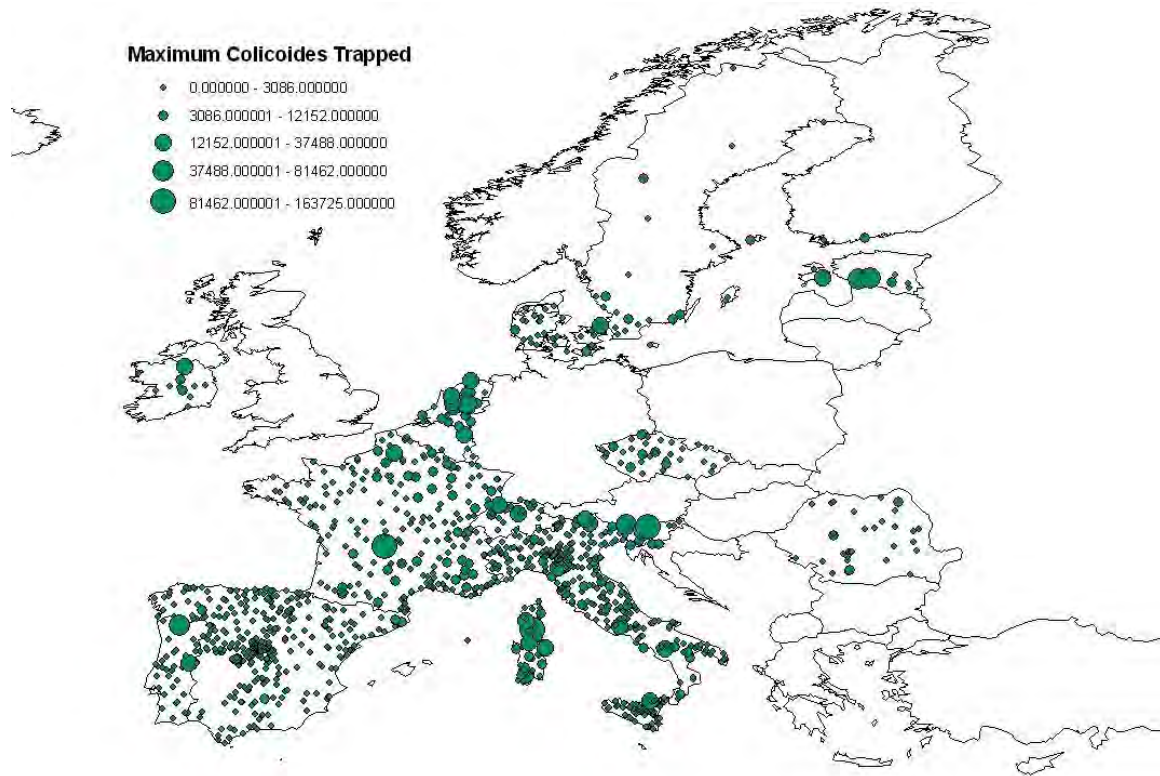 Maximum Colicoides Trapped
0.000000 - 3086.000000
3086.000001 - 12152.000000
12152.000001 - 37488.000000
37488.000001 - 81462.000000
81462.000001 - 163725.000000